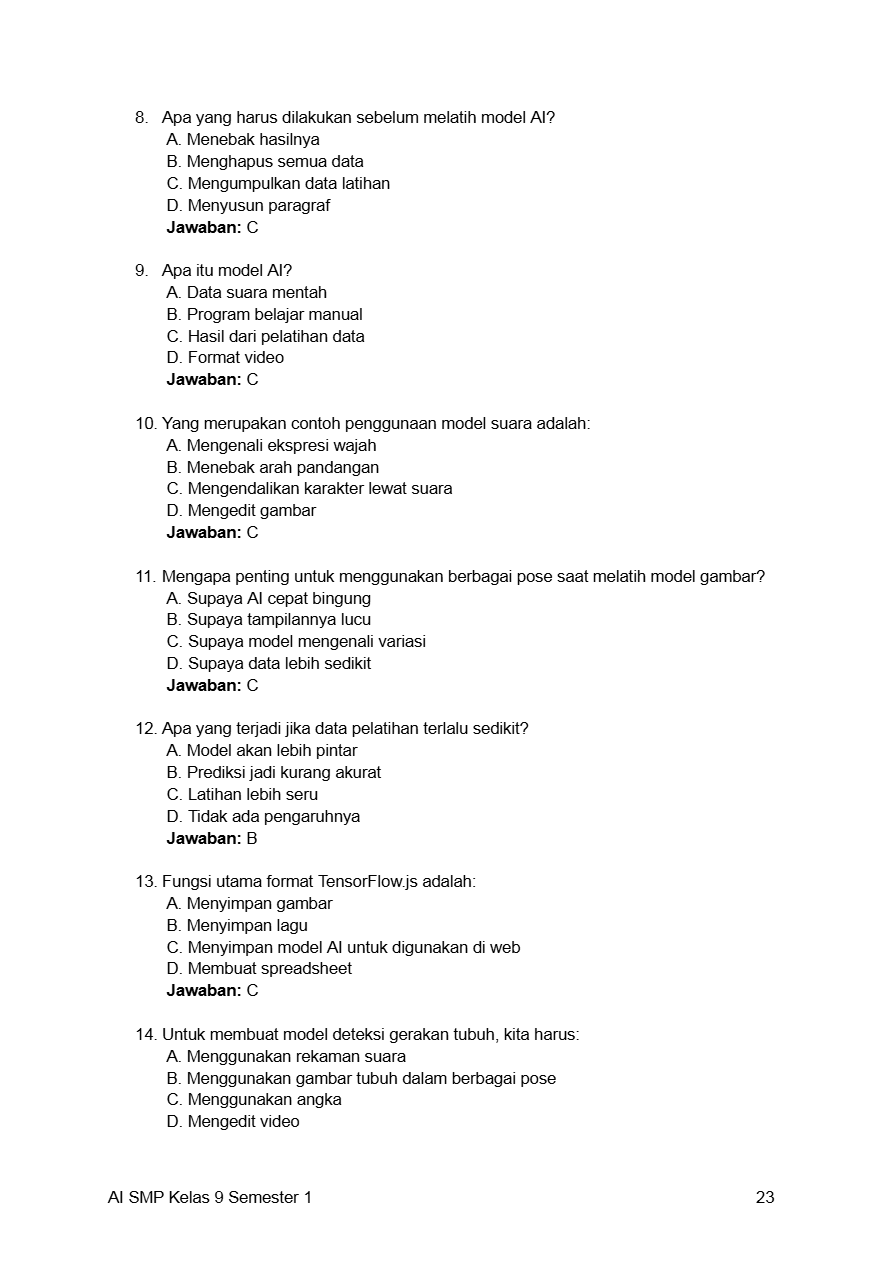 8. Apa yang harus dilakukan sebelum melatih model AI?
A. Menebak hasilnya
B. Menghapus semua data
C. Mengumpulkan data latihan
D. Menyusun paragraf
Jawaban: C
9. Apa itu model AI?
A. Data suara mentah
B. Program belajar manual
C. Hasil dari pelatihan data
D. Format video
Jawaban: C
10. Yang merupakan contoh penggunaan model suara adalah:
A. Mengenali ekspresi wajah
B. Menebak arah pandangan
C. Mengendalikan karakter lewat suara
D. Mengedit gambar
Jawaban: C
11. Mengapa penting untuk menggunakan berbagai pose saat melatih model gambar?
A. Supaya AI cepat bingung
B. Supaya tampilannya lucu
C. Supaya model mengenali variasi
D. Supaya data lebih sedikit
Jawaban: C
12. Apa yang terjadi jika data pelatihan terlalu sedikit?
A. Model akan lebih pintar
B. Prediksi jadi kurang akurat
C. Latihan lebih seru
D. Tidak ada pengaruhnya
Jawaban: B
13. Fungsi utama format TensorFlow.js adalah:
A. Menyimpan gambar
B. Menyimpan lagu
C. Menyimpan model AI untuk digunakan di web
D. Membuat spreadsheet
Jawaban: C
14. Untuk membuat model deteksi gerakan tubuh, kita harus:
A. Menggunakan rekaman suara
B. Menggunakan gambar tubuh dalam berbagai pose
C. Menggunakan angka
D. Mengedit video
AI SMP Kelas 9 Semester 1 23